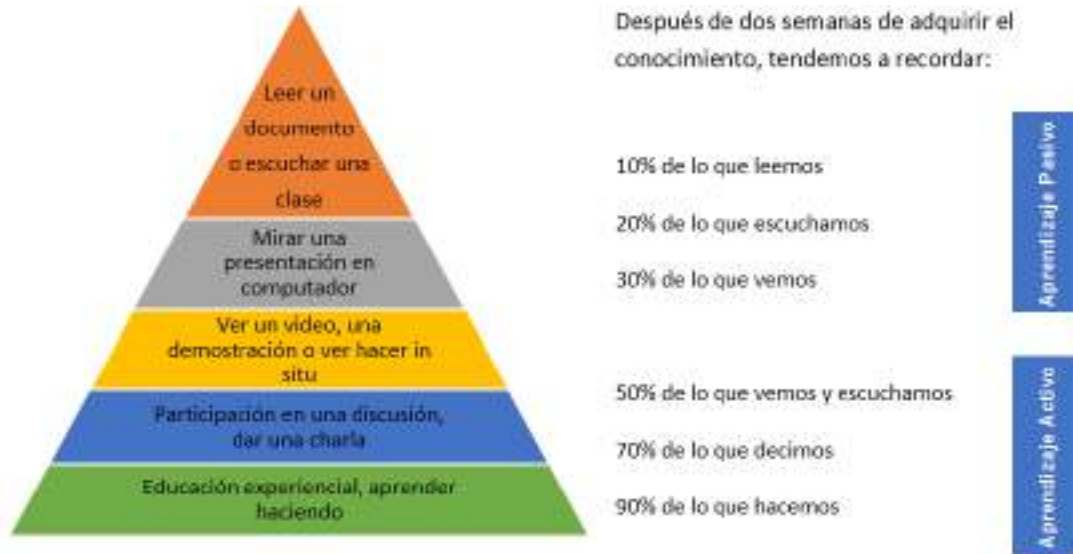 Leer un
documento
o escuchar una
clase
Mirar una
presentación en
computador
Ver un video, una
demostración o ver hacer in
situ
Participación en una discusión,
dar una charla
Educación experiencial, aprender
haciendo
Después de dos semanas de adquirir el
conocimiento, tendemos a recordar:
10% de lo que leemos
20% de lo que escuchamos
30% de lo que vemos
50% de lo que vemos y escuchamos
70% de lo que decimos
90% de lo que hacemos
Aprendizaje Pasivo
Aprendizaje Activo